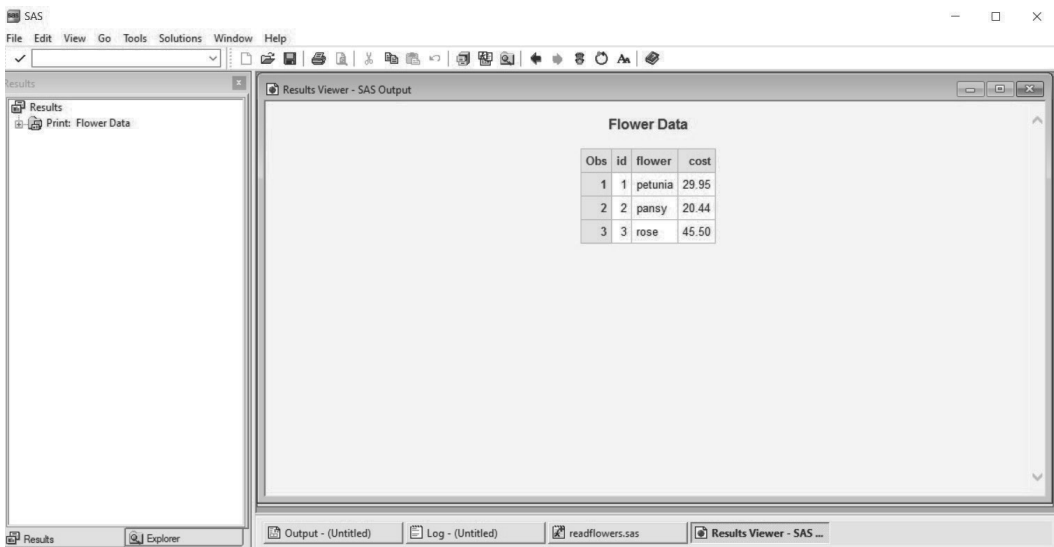 SAS
File Edit View Go Tools Solutions Window Help
Results
Results Viewer - SAS Output
Results
Print: Flower Data
Flower Data
Obs id flower cost
1 1 petunia 29.95
2 2 pansy 20.44
3 3 rose 45.50
Results
Explorer
Output - (Untitled)
Log - (Untitled)
readflowers.sas
Results Viewer - SAS ...